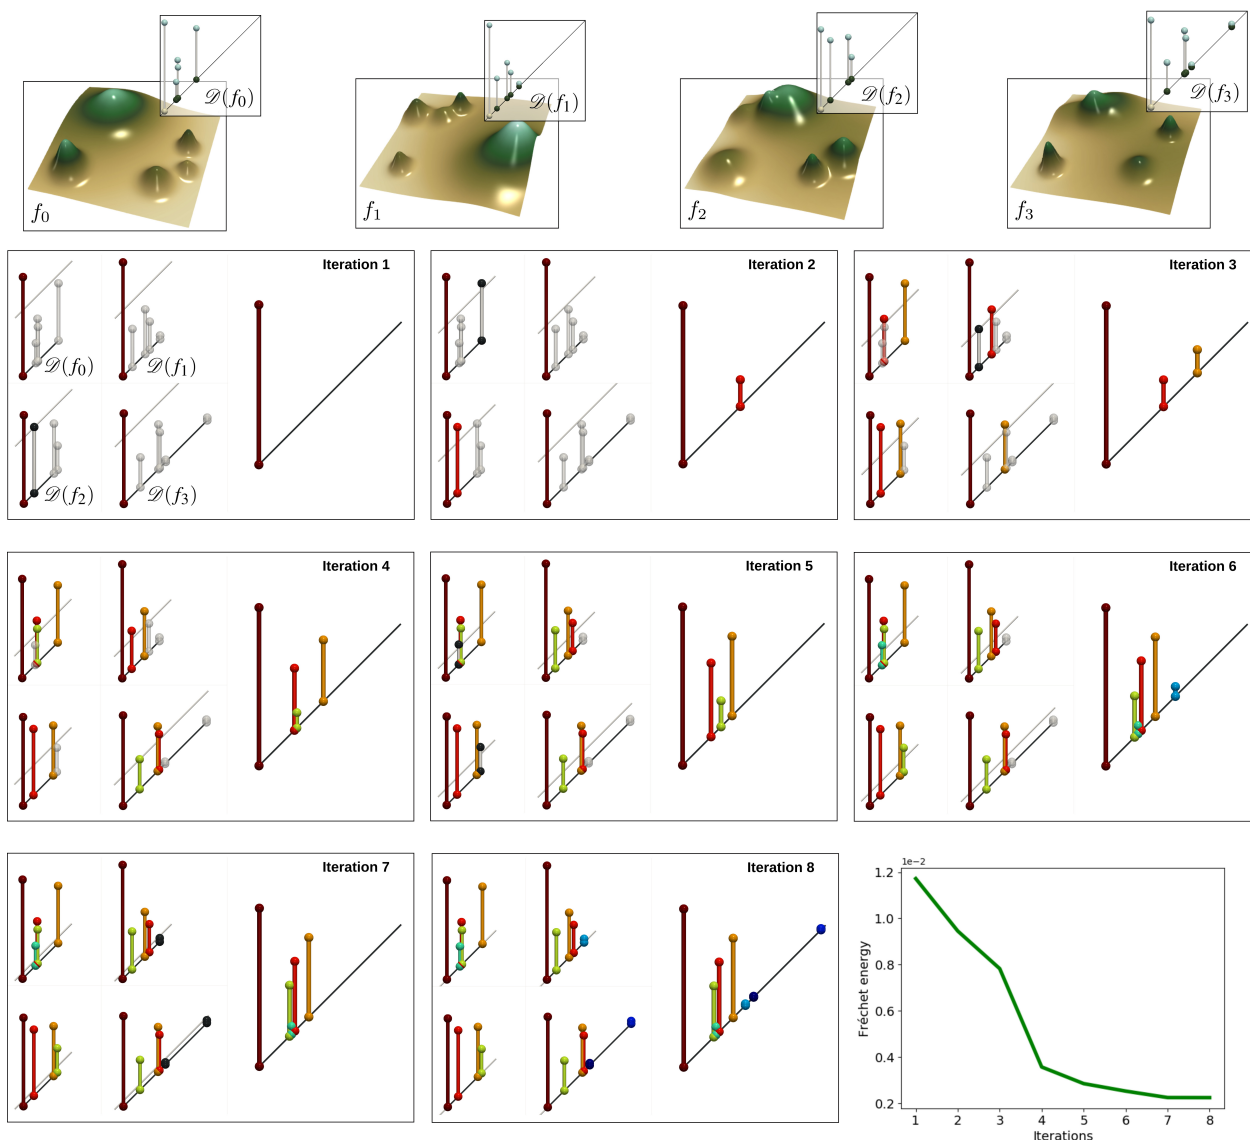 𝒟(f₀)
𝒟(f₁)
𝒟(f₂)
𝒟(f₃)
f₀
f₁
f₂
f₃
Iteration 1
𝒟(f₀)
𝒟(f₁)
𝒟(f₂)
𝒟(f₃)
Iteration 2
Iteration 3
Iteration 4
Iteration 5
Iteration 6
Iteration 7
Iteration 8
1e−2
1.2
1.0
0.8
0.6
0.4
0.2
Fréchet energy
1 2 3 4 5 6 7 8
Iterations